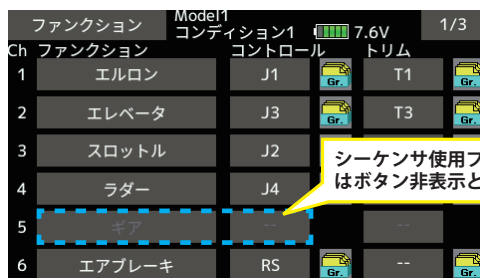 ファンクション Model1 コンディション1 7.6V 1/3
Ch ファンクション コントロール トリム
1 エルロン J1 Gr. T1 Gr.
2 エレベータ J3 Gr. T3 Gr.
3 スロットル J2
シーケンサ使用フ
はボタン非表示と
4 ラダー J4
5 ギア -- --
6 エアブレーキ RS Gr. -- Gr.